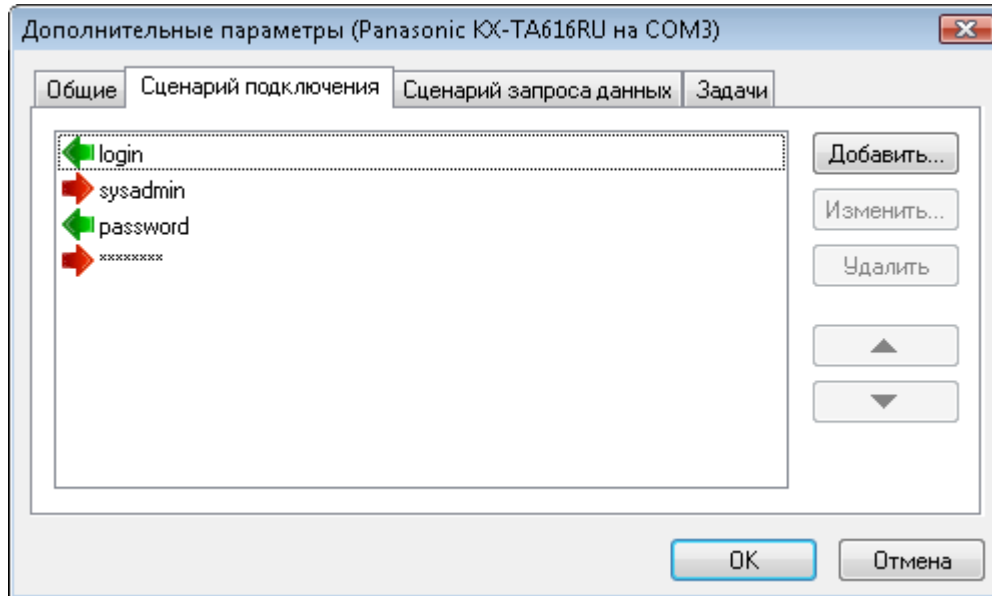 Дополнительные параметры (Panasonic KX-TA616RU на COM3)
Общие Сценарий подключения Сценарий запроса данных Задачи
login
sysadmin
password
********
Добавить...
Изменить...
Удалить
OK Отмена